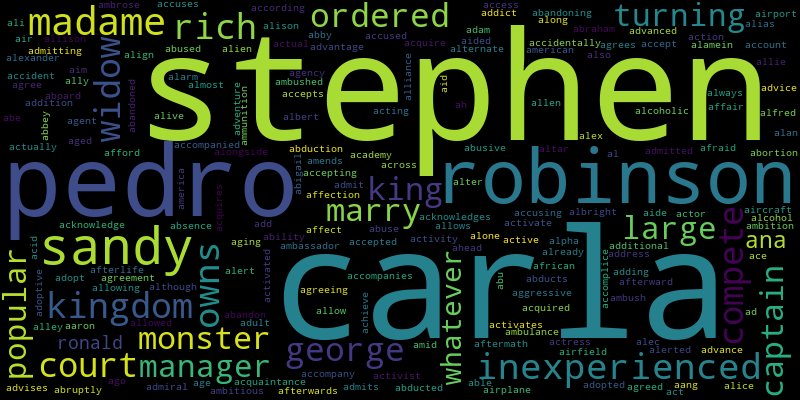 ambrose accuses according access abandoning addict along airport
ali madame rich alison ordered turning alias
air abby adam advanced abraham action
admitting abused alien actual acquire aided american accidentally agrees accept alamein account
alexander align advantage alternate also allie
accident aim alarm agency ambushed aid accused alliance
agree ally almost accepts ah allen alcoholic always advice
addition aboard abandoned adventure ammunition affair alfred
abe abbey agent widow alive stephen albert acting alex alan
actually aged accompanied abduction abusive altar admitted afraid abortion
afford alongside amends academy across al
pedro america abigail accepting admit king alter robinson
affection abuse marry acknowledges accusing albright aide actor aircraft alcohol
acknowledge absence acquires add affect activity allows activate large ambition
sandy aging ability ambassador accepted alone active alpha additional ana
acid afterlife alert activated accompanies ahead already address ace
adoptive adopt agreement owns carla abu african adding compete
popular allowing although agreeing abducts aggressive accomplice afterward captain
kingdom abandon allow achieve acquired ambush ad
alley aaron allowed adult whatever activates ambulance
ronald monster george amid aftermath actress alec alerted advance
court manager airfield
ago acquaintance accompany activist inexperienced
advises abruptly admiral age ambitious afterwards admits abducted able airplane adopted agreed aang act alice